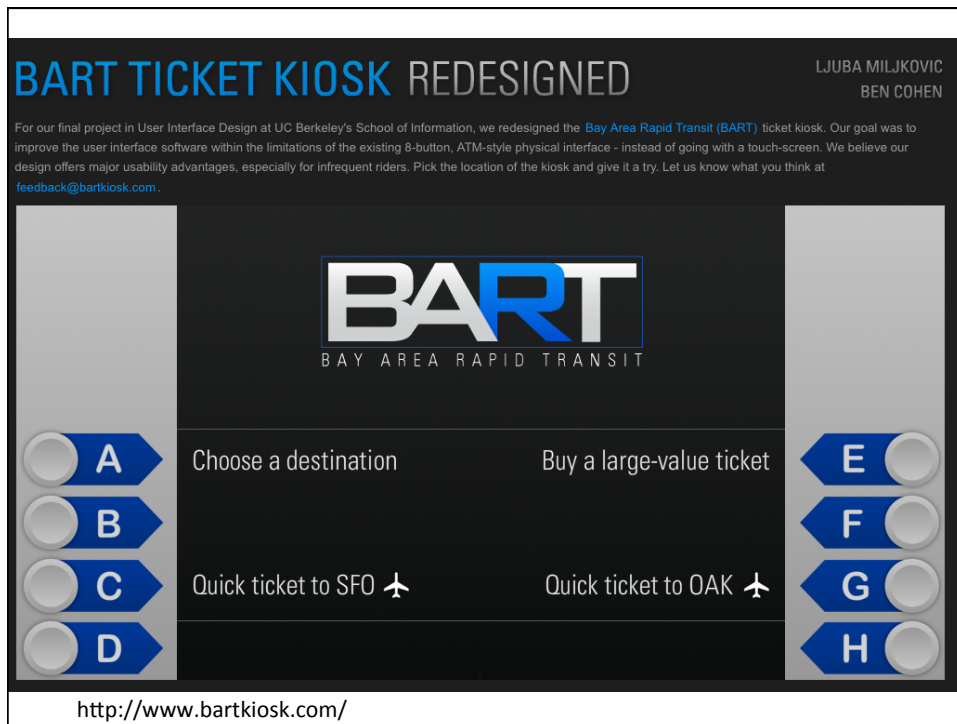 BART TICKET KIOSK REDESIGNED
LJUBA MILJKOVIC
BEN COHEN
For our final project in User Interface Design at UC Berkeley's School of Information, we redesigned the Bay Area Rapid Transit (BART) ticket kiosk. Our goal was to
improve the user interface software within the limitations of the existing 8-button, ATM-style physical interface - instead of going with a touch-screen. We believe our
design offers major usability advantages, especially for infrequent riders. Pick the location of the kiosk and give it a try. Let us know what you think at
feedback@bartkiosk.com.
BART
BAY AREA RAPID TRANSIT
A Choose a destination Buy a large-value ticket E
B F
C Quick ticket to SFO Quick ticket to OAK G
D H
http://www.bartkiosk.com/